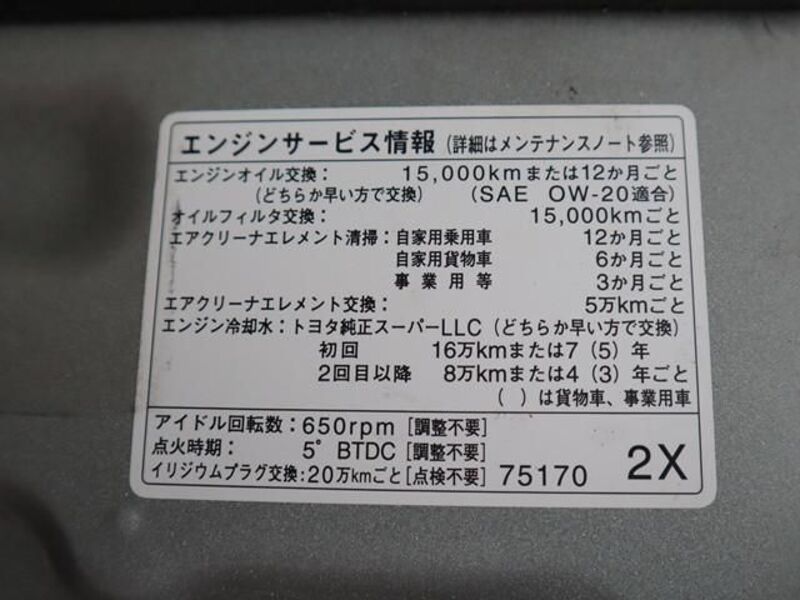 エンジンサービス情報 (詳細はメンテナンスノート参照)
エンジンオイル交換： 15,000kmまたは12か月ごと
(どちらか早い方で交換) (SAE OW-20適合)
オイルフィルタ交換： 15,000kmごと
エアクリーナエレメント清掃：自家用乗用車 12か月ごと
自家用貨物車 6か月ごと
事業用等 3か月ごと
エアクリーナエレメント交換： 5万kmごと
エンジン冷却水：トヨタ純正スーパーLLC (どちらか早い方で交換)
初回 16万kmまたは7 (5) 年
2回目以降 8万kmまたは4 (3) 年ごと
( ) は貨物車、事業用車
アイドル回転数：650rpm [調整不要]
点火時期： 5° BTDC [調整不要]
イリジウムプラグ交換：20万kmごと [点検不要] 75170 2X